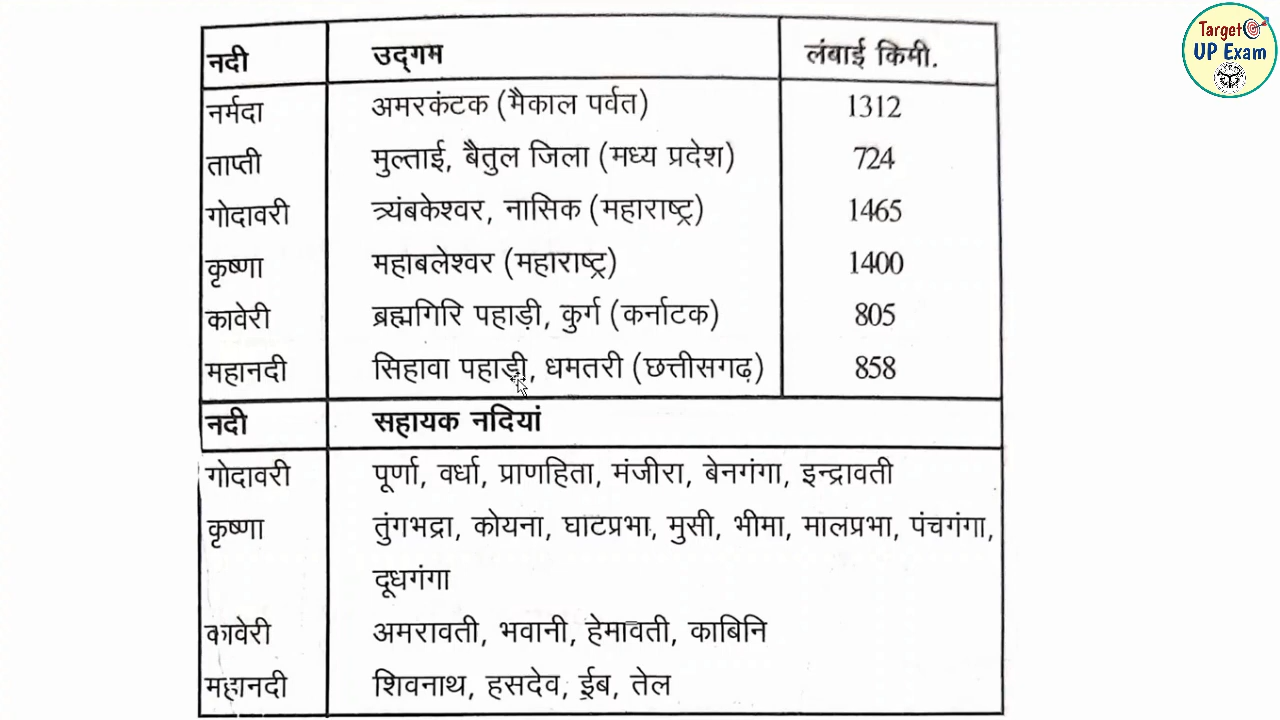 Target
UP Exam
नदी उद्गम लंबाई किमी.
नर्मदा अमरकंटक (मैकाल पर्वत) 1312
ताप्ती मुल्ताई, बैतुल जिला (मध्य प्रदेश) 724
गोदावरी त्र्यंबकेश्वर, नासिक (महाराष्ट्र) 1465
कृष्णा महाबलेश्वर (महाराष्ट्र) 1400
कावेरी ब्रह्मगिरि पहाड़ी, कुर्ग (कर्नाटक) 805
महानदी सिहावा पहाड़ी, धमतरी (छत्तीसगढ़) 858
नदी सहायक नदियां
गोदावरी पूर्णा, वर्धा, प्राणहिता, मंजीरा, बेनगंगा, इन्द्रावती
कृष्णा तुंगभद्रा, कोयना, घाटप्रभा, मुसी, भीमा, मालप्रभा, पंचगंगा,
दूधगंगा
कावेरी अमरावती, भवानी, हेमावती, काबिनि
महानदी शिवनाथ, हसदेव, ईब, तेल